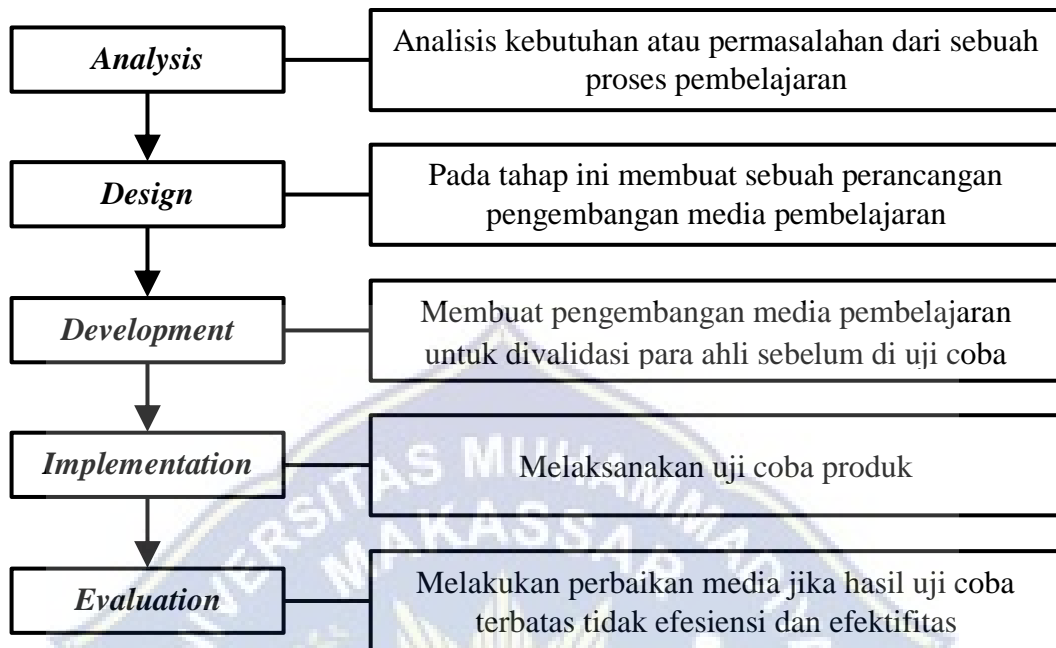 Analysis
Analisis kebutuhan atau permasalahan dari sebuah
proses pembelajaran
Design
Pada tahap ini membuat sebuah perancangan
pengembangan media pembelajaran
Development
Membuat pengembangan media pembelajaran
untuk divalidasi para ahli sebelum di uji coba
Implementation
Melaksanakan uji coba produk
Evaluation
Melakukan perbaikan media jika hasil uji coba
terbatas tidak efesiensi dan efektifitas
MAKASSAR